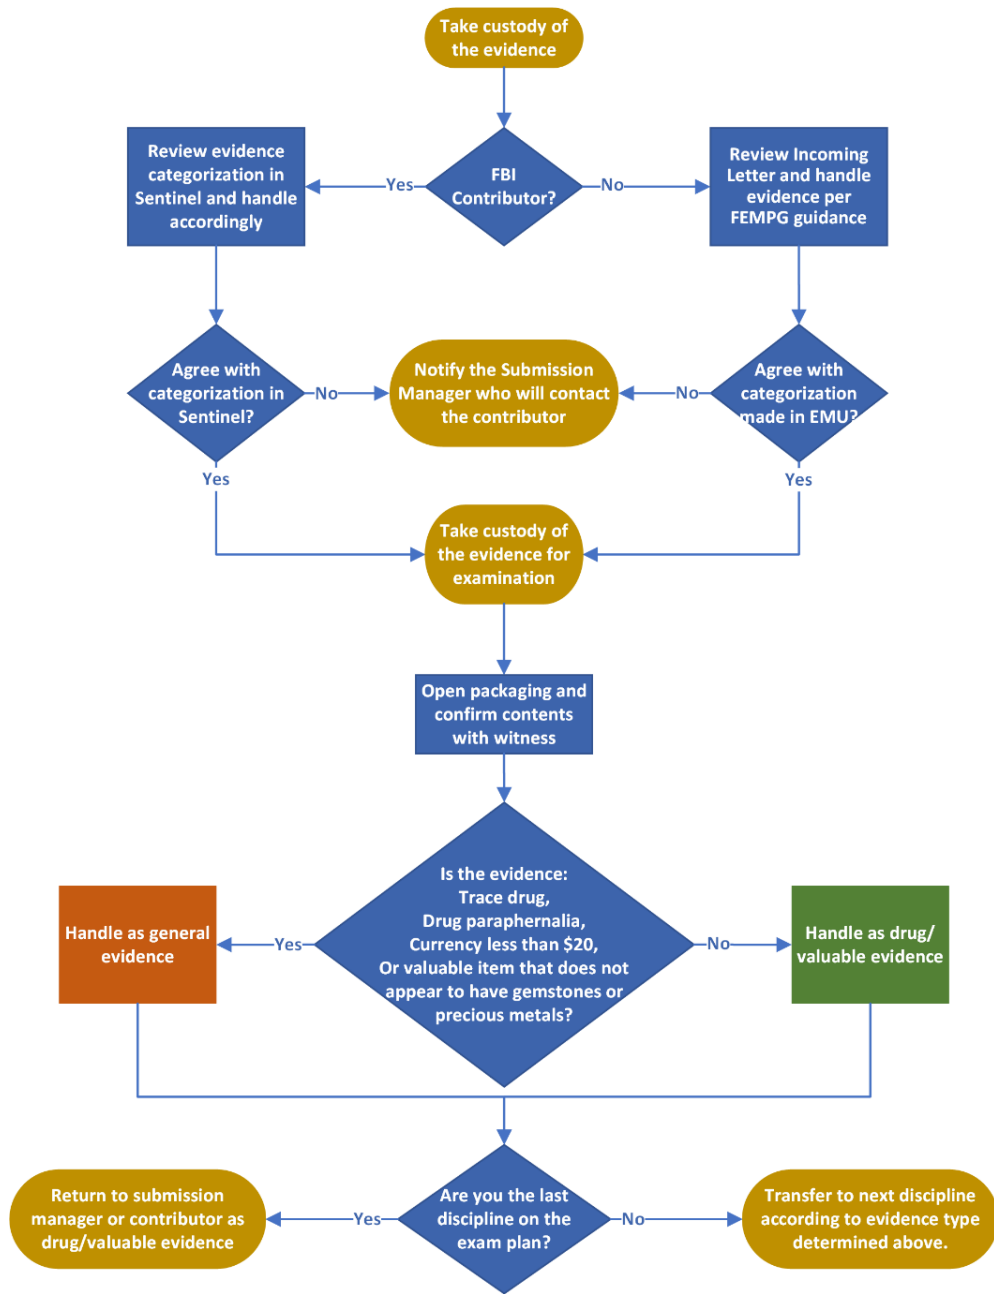 Take custody of
the evidence
Review evidence
categorization in
Sentinel and handle
accordingly
Yes
FBI
Contributor?
No
Review Incoming
Letter and handle
evidence per
FEMPG guidance
Agree with
categorization in
Sentinel?
No
Notify the Submission
Manager who will contact
the contributor
No
Agree with
categorization
made in EMU?
Yes
Yes
Take custody of
the evidence for
examination
Open packaging and
confirm contents
with witness
Is the evidence:
Trace drug,
Drug paraphernalia,
Currency less than $20,
Or valuable item that does not
appear to have gemstones or
precious metals?
Handle as general
evidence
Yes
No
Handle as drug/
valuable evidence
Return to submission
manager or contributor as
drug/valuable evidence
Yes
Are you the last
discipline on the
exam plan?
No
Transfer to next discipline
according to evidence type
determined above.